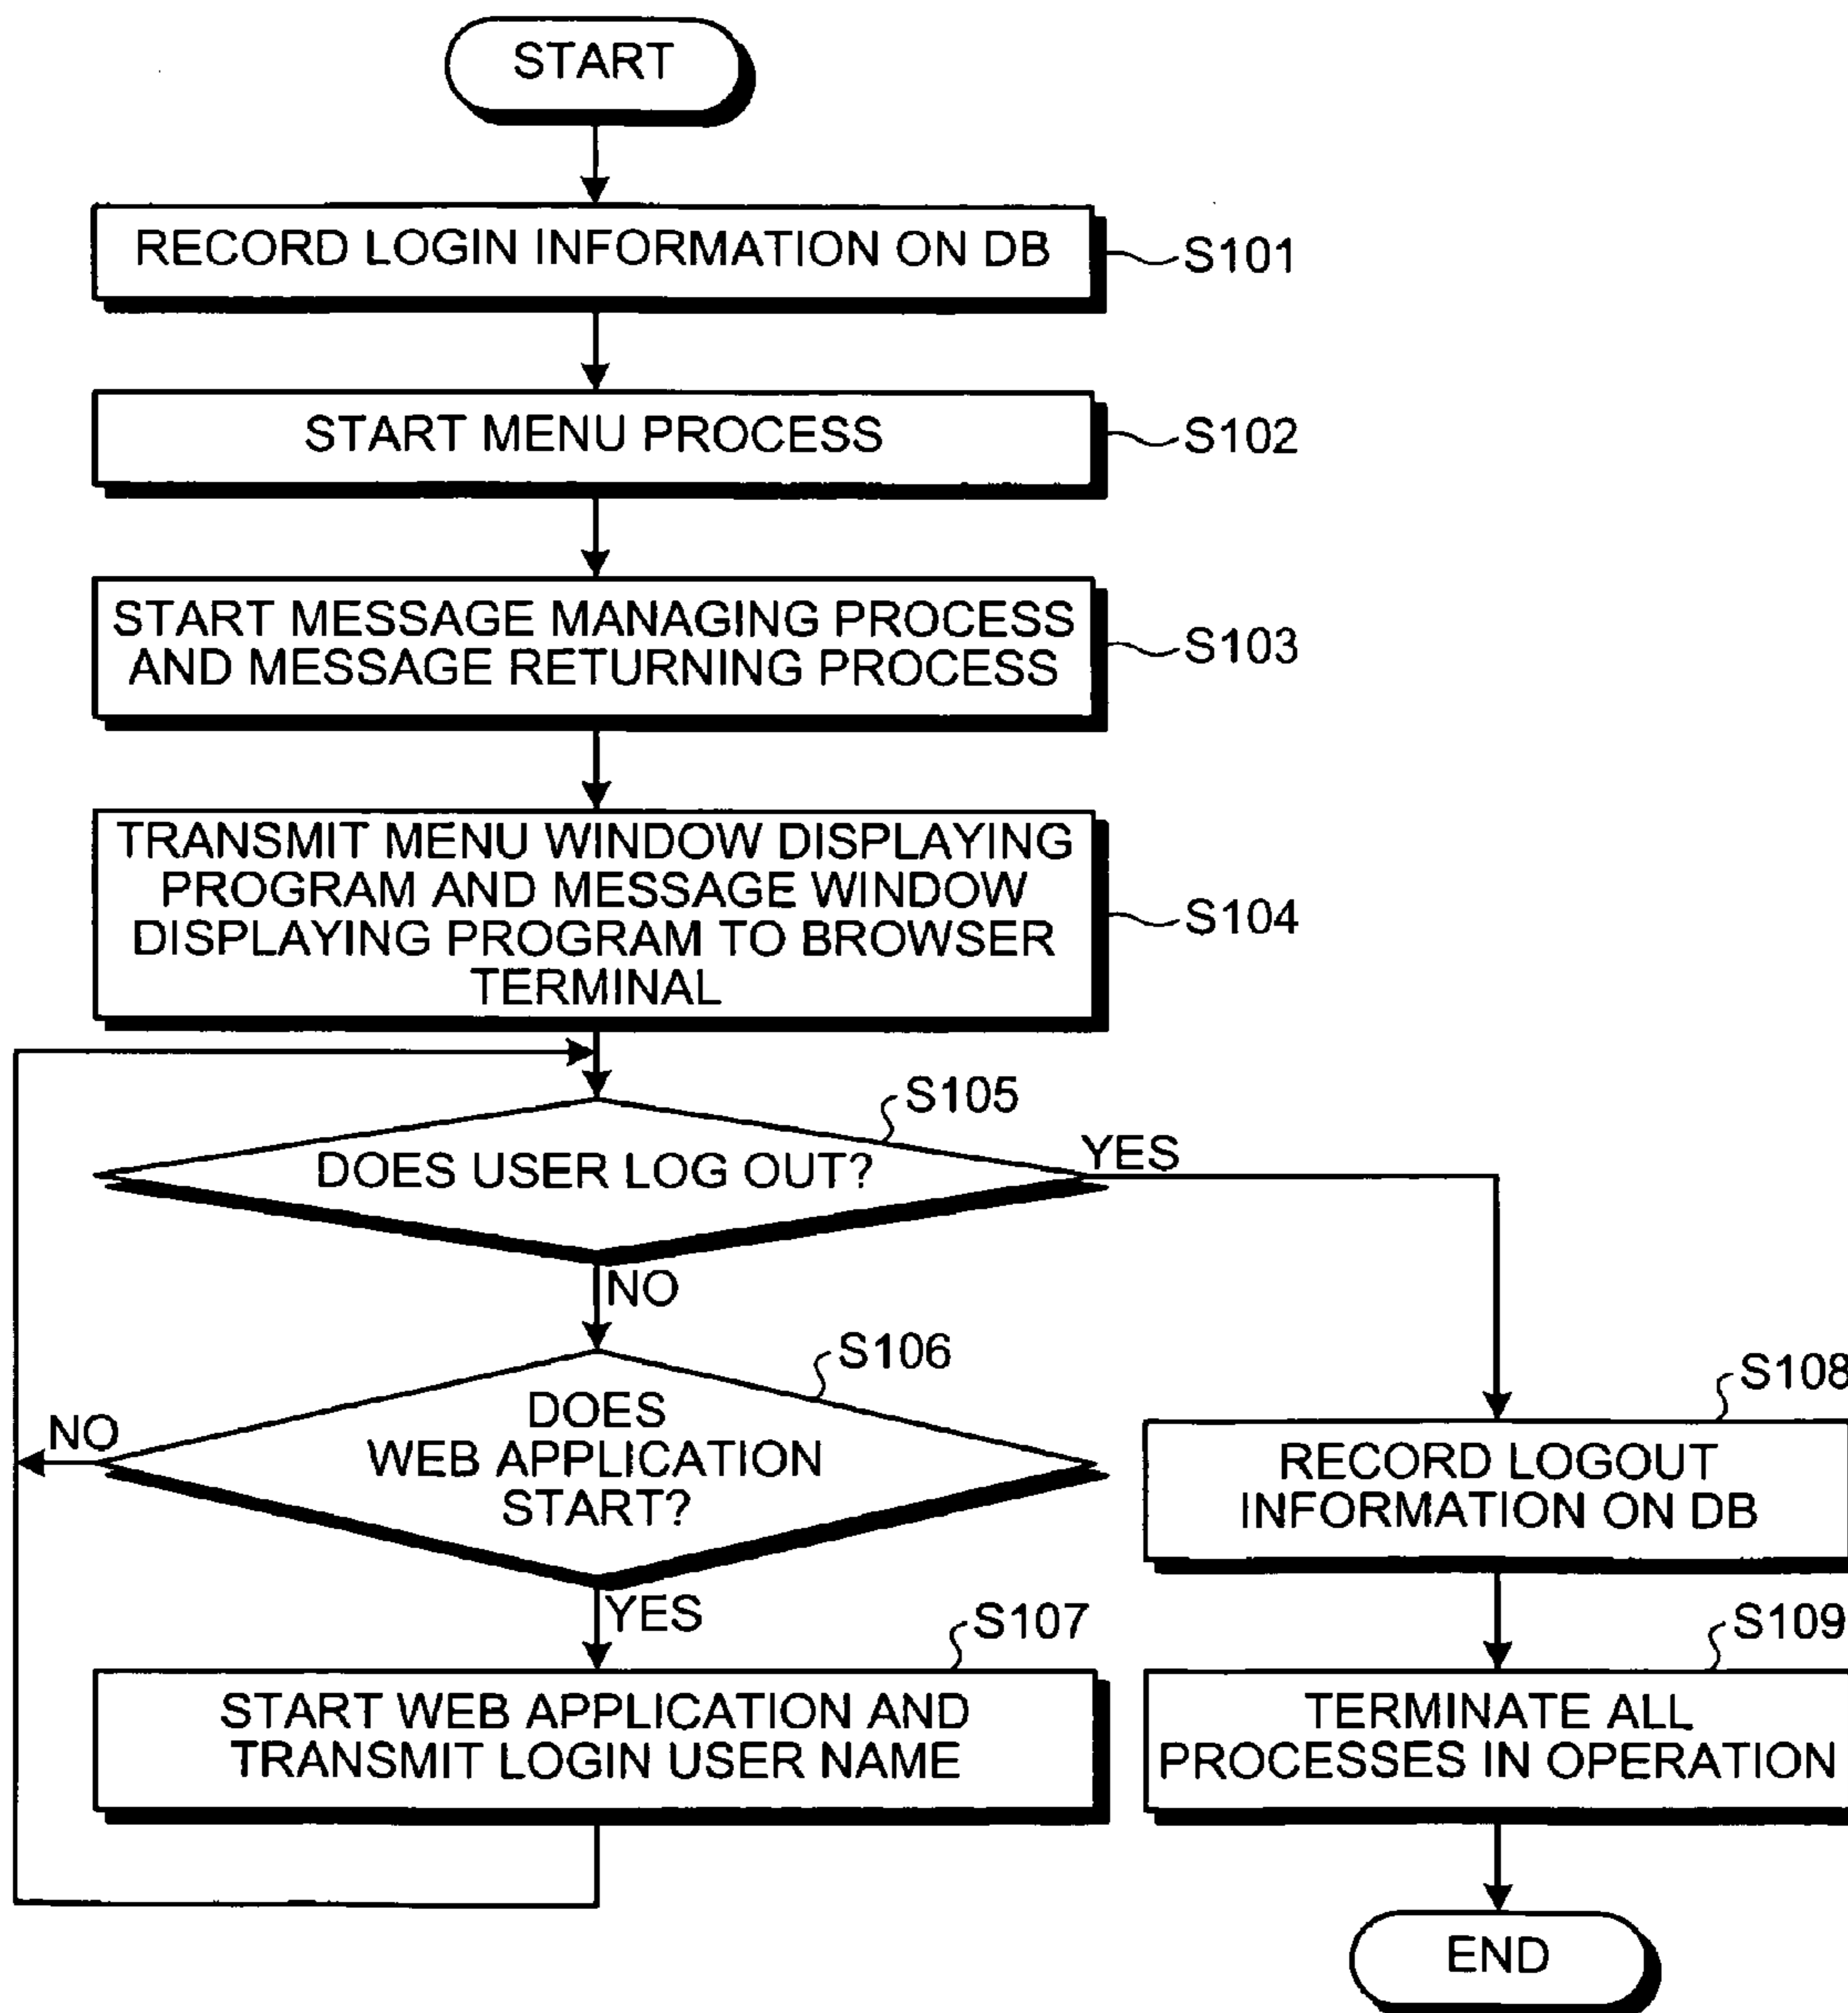 START
RECORD LOGIN INFORMATION ON DB
S101
START MENU PROCESS
S102
START MESSAGE MANAGING PROCESS
AND MESSAGE RETURNING PROCESS
S103
TRANSMIT MENU WINDOW DISPLAYING
PROGRAM AND MESSAGE WINDOW
DISPLAYING PROGRAM TO BROWSER
TERMINAL
S104
S105
DOES USER LOG OUT?
YES
NO
S106
DOES
WEB APPLICATION
START?
NO
YES
S107
START WEB APPLICATION AND
TRANSMIT LOGIN USER NAME
S108
RECORD LOGOUT
INFORMATION ON DB
S109
TERMINATE ALL
PROCESSES IN OPERATION
END